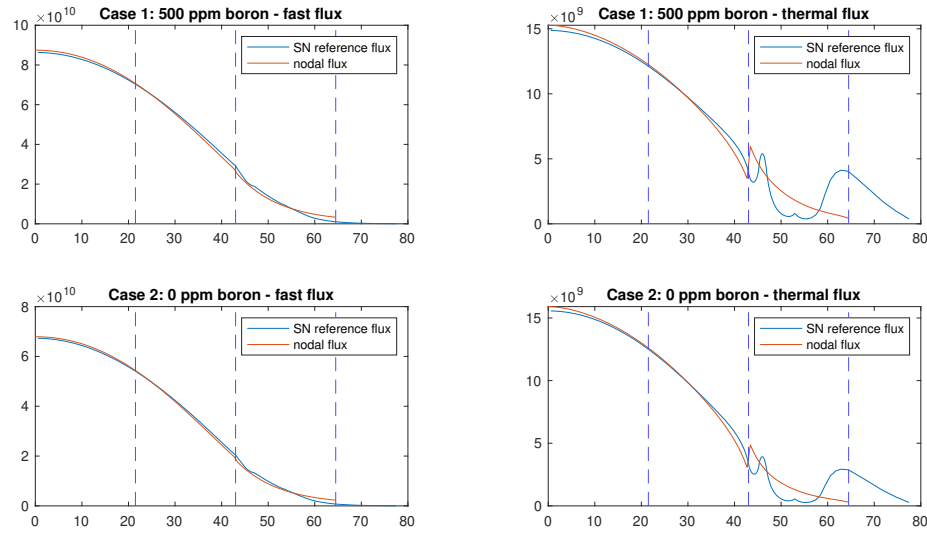 Case 1: 500 ppm boron - fast flux
×10^10
10
8
6
4
2
0
0 10 20 30 40 50 60 70 80
SN reference flux
nodal flux
Case 1: 500 ppm boron - thermal flux
×10^9
15
10
5
0
0 10 20 30 40 50 60 70 80
SN reference flux
nodal flux
Case 2: 0 ppm boron - fast flux
×10^10
8
6
4
2
0
0 10 20 30 40 50 60 70 80
SN reference flux
nodal flux
Case 2: 0 ppm boron - thermal flux
×10^9
15
10
5
0
0 10 20 30 40 50 60 70 80
SN reference flux
nodal flux